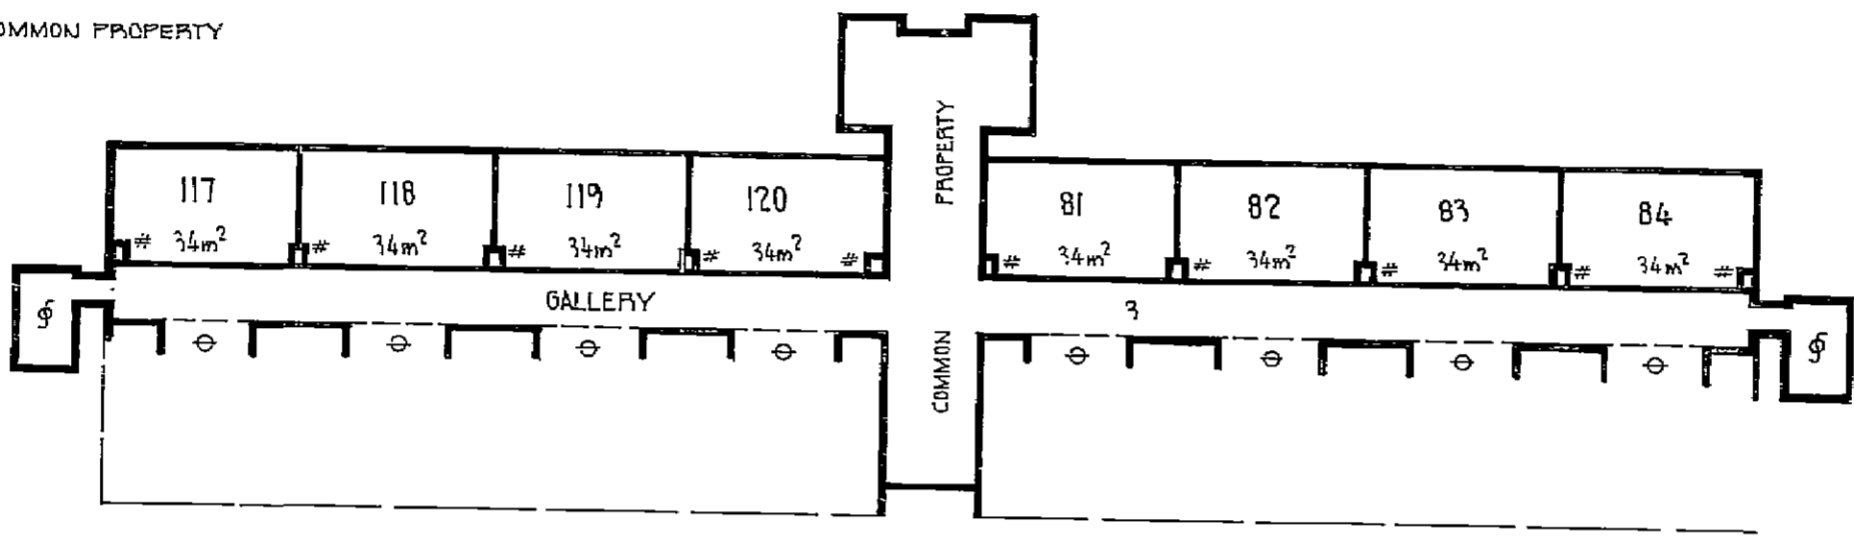 OMMON PROPERTY
PROPERTY
117 118 119 120 81 82 83 84
# 34m² # 34m² # 34m² # 34m² # # 34m² # 34m² # 34m² # 34m² #
GALLERY 3
COMMON